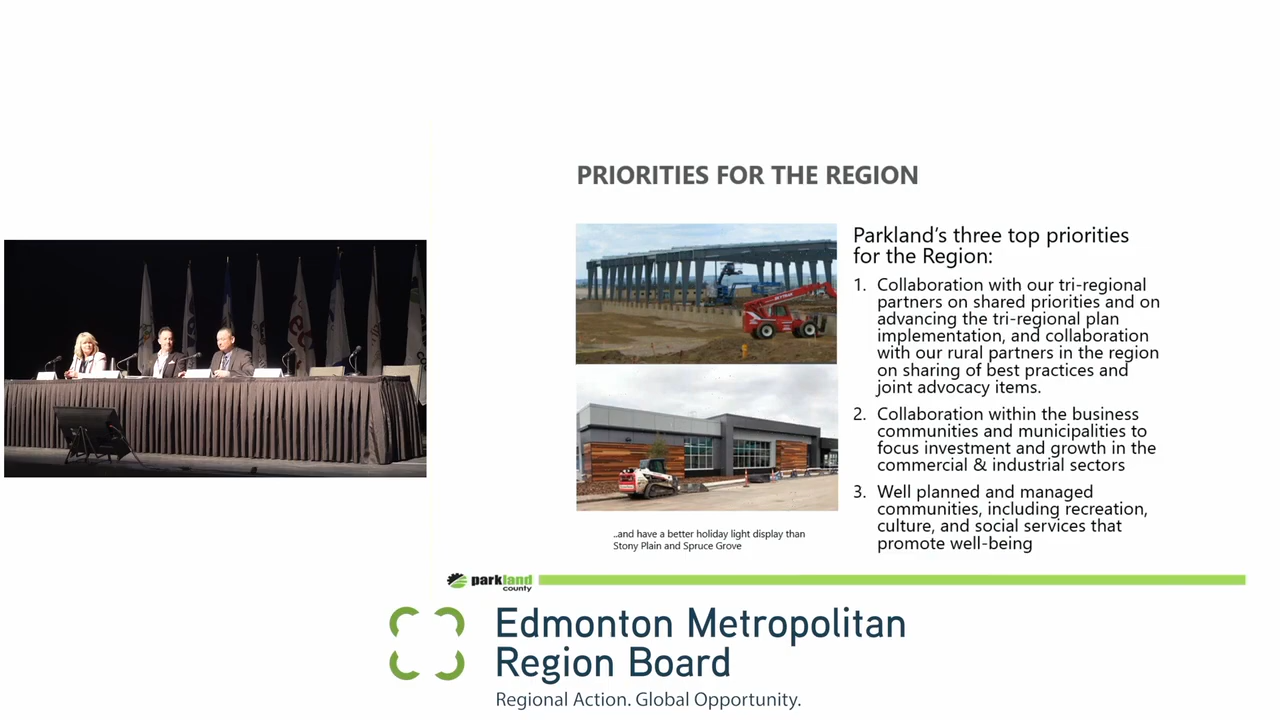 PRIORITIES FOR THE REGION
Parkland's three top priorities
for the Region:
1. Collaboration with our tri-regional
partners on shared priorities and on
advancing the tri-regional plan
implementation, and collaboration
with our rural partners in the region
on sharing of best practices and
joint advocacy items.
2. Collaboration within the business
communities and municipalities to
focus investment and growth in the
commercial & industrial sectors
3. Well planned and managed
communities, including recreation,
culture, and social services that
promote well-being
..and have a better holiday light display than
Stony Plain and Spruce Grove
parkland
county
Edmonton Metropolitan
Region Board
Regional Action. Global Opportunity.